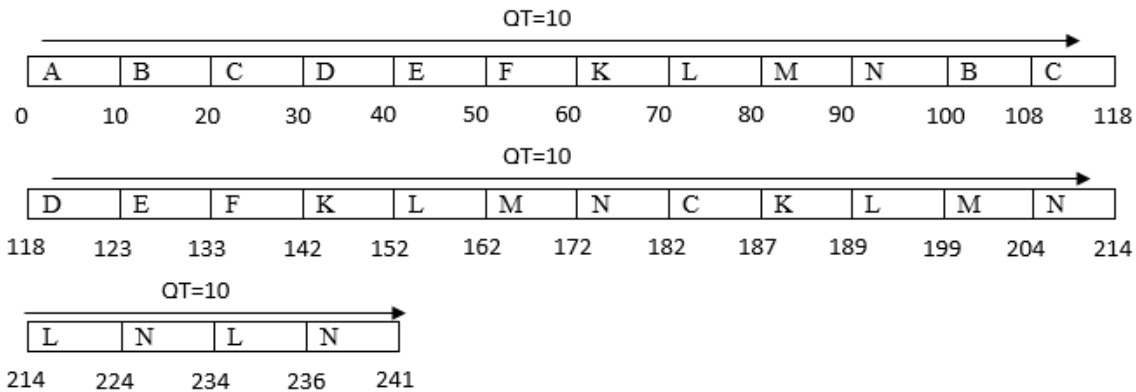 QT=10
A B C D E F K L M N B C
0 10 20 30 40 50 60 70 80 90 100 108 118
QT=10
D E F K L M N C K L M N
118 123 133 142 152 162 172 182 187 189 199 204 214
QT=10
L N L N
214 224 234 236 241